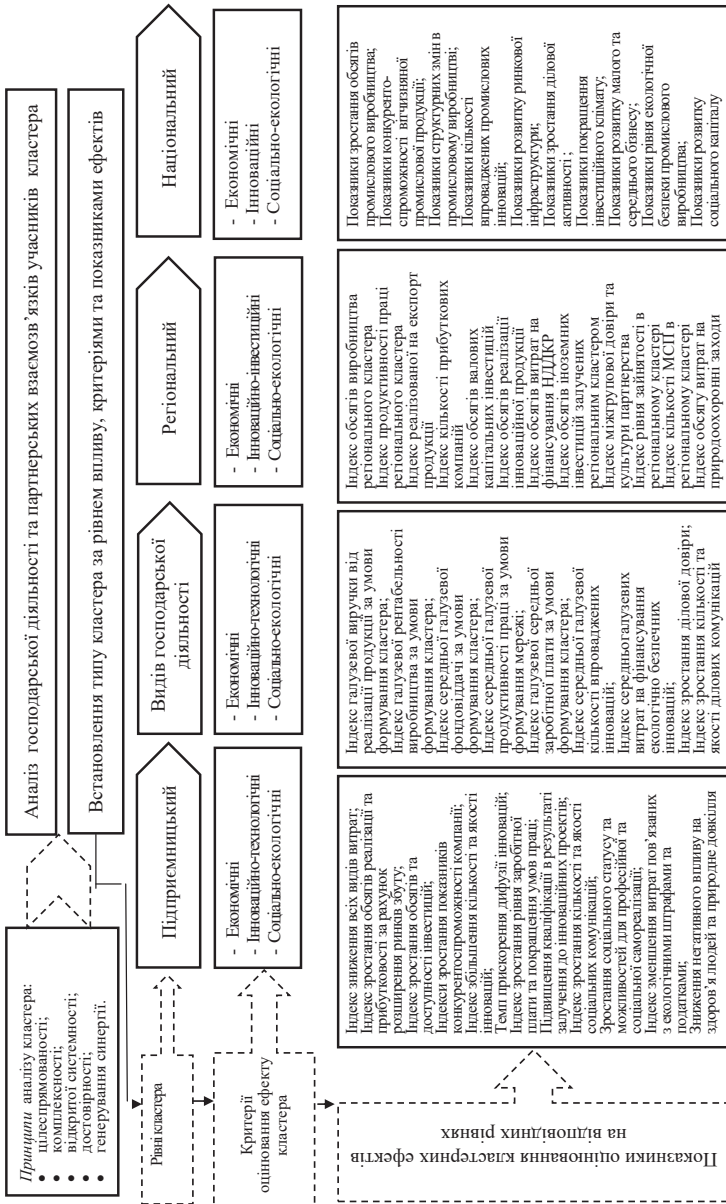 Аналіз господарської діяльності та партнерських взаємозв'язків учасників кластера
Встановлення типу кластера за рівнем впливу, критеріями та показниками ефектів
Принципи аналізу кластера:
• цілеспрямованості;
• комплексності;
• відкритої системності;
• достовірності;
• генерування синергії.
Рівні кластера
Підприємницький
Видів господарської
діяльності
Регіональний
Національний
Критерії
оцінювання ефекту
кластера
- Економічні
- Інноваційно-технологічні
- Соціально-екологічні
- Економічні
- Інноваційно-технологічні
- Соціально-екологічні
- Економічні
- Інноваційно-інвестиційні
- Соціально-екологічні
- Економічні
- Інноваційні
- Соціально-екологічні
Показники оцінювання кластерних ефектів
на відповідних рівнях
Індекс зниження всіх видів витрат;
Індекс зростання обсягів реалізації та
прибутковості за рахунок
розширення ринків збуту;
Індекс зростання обсягів та
доступності інвестицій;
Індекси зростання показників
конкурентоспроможності компанії;
Індекс збільшення кількості та якості
інновацій;
Темп прискорення дифузії інновацій;
Індекс зростання рівня заробітної
плати та покращення умов праці;
Підвищення кваліфікації в результаті
залучення до інноваційних проектів;
Індекс зростання кількості та якості
соціальних комунікацій;
Зростання соціального статусу та
можливостей для професійної та
соціальної самореалізації;
Індекс зменшення витрат пов'язаних
з екологічними штрафами та
податками;
Зниження негативного впливу на
здоров'я людей та природне довкілля
Індекс галузевої виручки від
реалізації продукції за умови
формування кластера;
Індекс галузевої рентабельності
виробництва за умови
формування кластера;
Індекс середньої галузевої
фондовіддачі за умови
формування кластера;
Індекс середньої галузевої
продуктивності праці за умови
формування мережі;
Індекс галузевої середньої
заробітної плати за умови
формування кластера;
Індекс середньої галузевої
кількості впроваджених
інновацій;
Індекс середньогалузевих
витрат на фінансування
екологічно безпечних
інновацій;
Індекс зростання ділової довіри;
Індекс зростання кількості та
якості ділових комунікацій
Індекс обсягів виробництва
регіонального кластера
Індекс продуктивності праці
регіонального кластера
Індекс реалізованої на експорт
продукції
Індекс кількості прибуткових
компаній
Індекс обсягів валових
капітальних інвестицій
Індекс обсягів реалізації
інноваційної продукції
Індекс обсягів витрат на
фінансування НДДКР
Індекс обсягів іноземних
інвестицій залучених
регіональним кластером
Індекс міжгрупової довіри та
культури партнерства
Індекс рівня зайнятості в
регіональному кластері
Індекс кількості МСП в
регіональному кластері
Індекс обсягу витрат на
природоохоронні заходи
Показники зростання обсягів
промислового виробництва;
Показники конкуренто-
спроможності вітчизняної
промислової продукції;
Показники структурних змін в
промисловому виробництві;
Показники кількості
впроваджених промислових
інновацій;
Показники розвитку ринкової
інфраструктури;
Показники зростання ділової
активності;
Показники покращення
інвестиційного клімату;
Показники розвитку малого та
середнього бізнесу;
Показники рівня екологічної
безпеки промислового
виробництва;
Показники розвитку
соціального капіталу